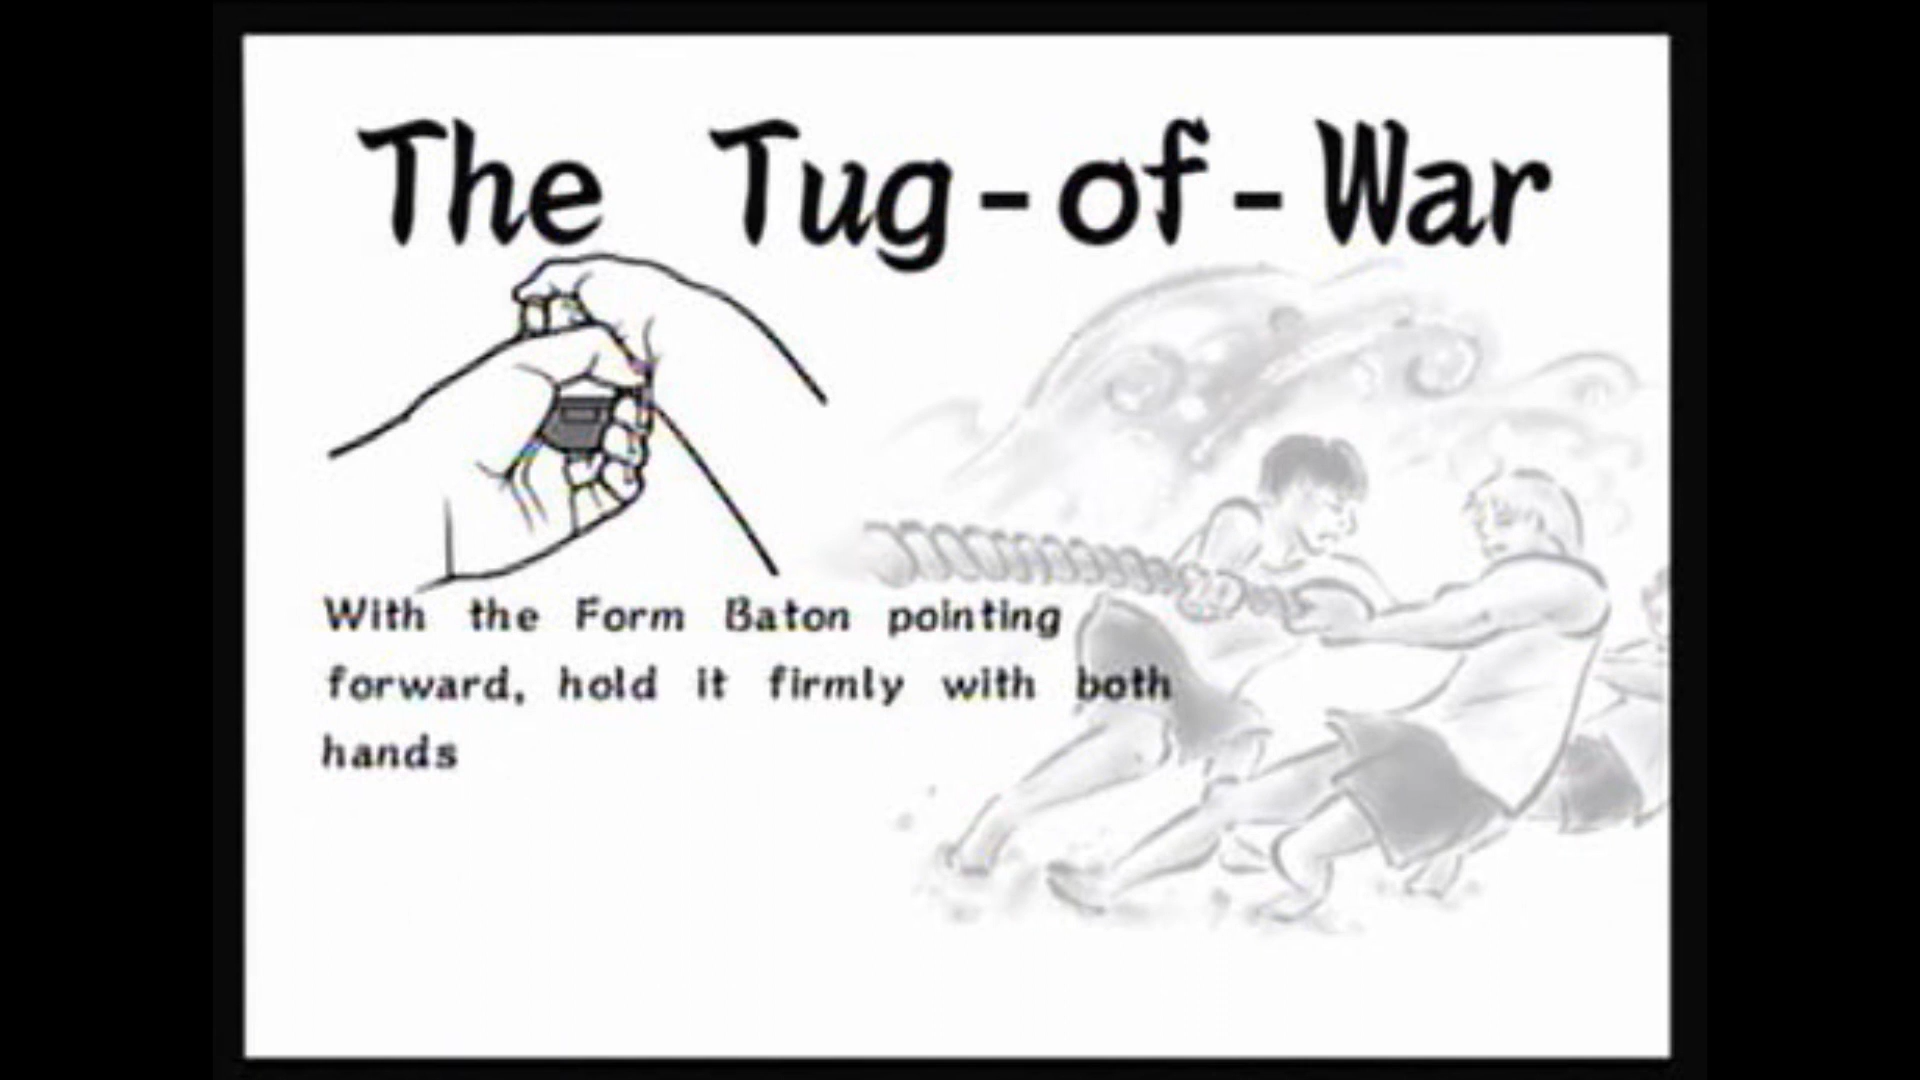 The Tug-of-War
With the Form Baton pointing
forward, hold it firmly with both
hands